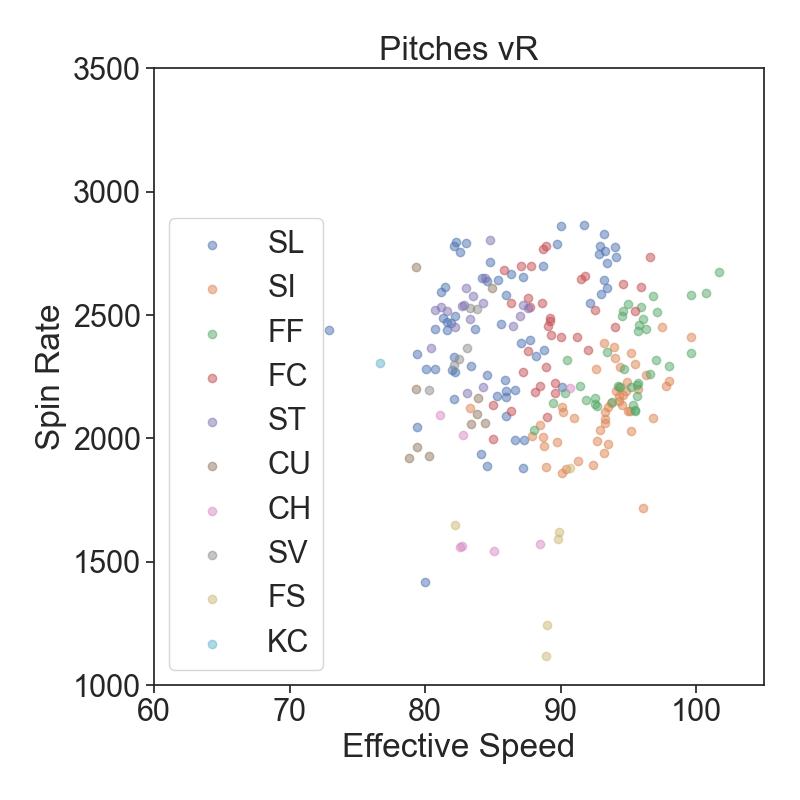 Pitches vR
3500
3000
2500
2000
1500
1000
Spin Rate
SL
SI
FF
FC
ST
CU
CH
SV
FS
KC
60 70 80 90 100
Effective Speed